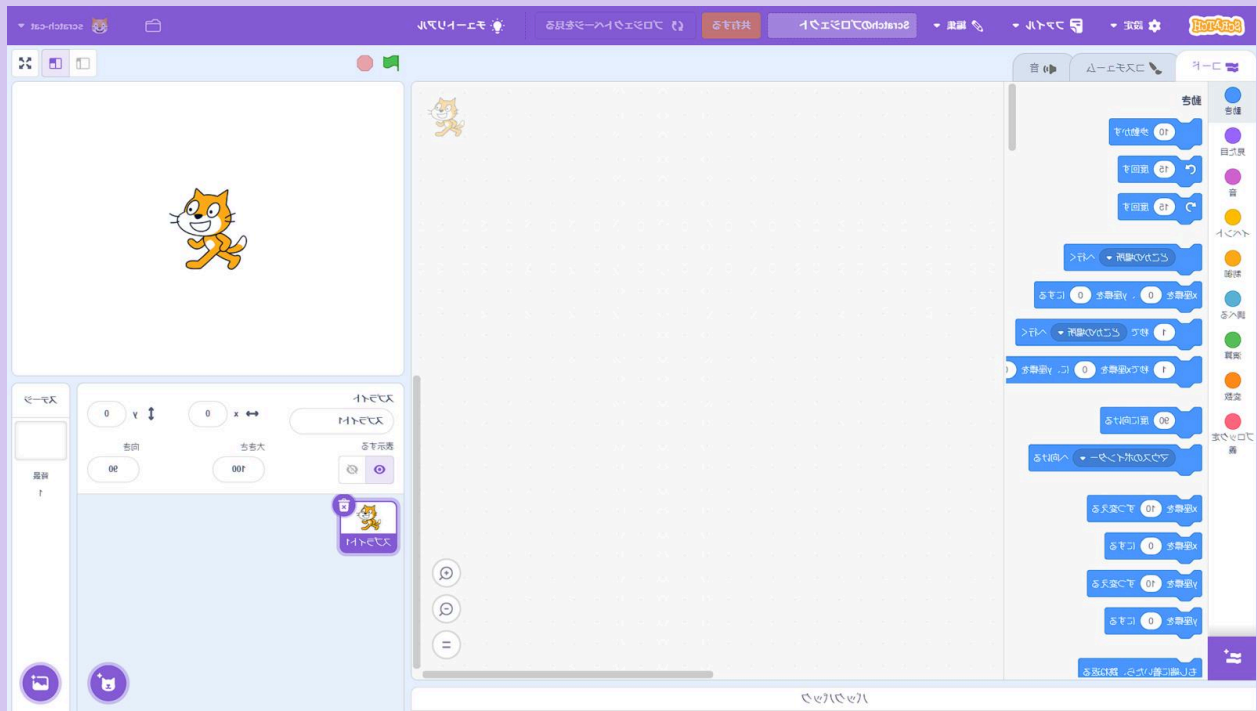 SCRATCH 設定 ファイル 編集 Scratchのプロジェクト 共有する プロジェクトページを見る チュートリアル scratch-cat
コード コスチューム 音
動き
見た目
音
イベント
制御
調べる
演算
変数
ブロック定義
動き
10 歩動かす
15 度回す
15 度回す
どこかの場所 へ行く
x座標を 0 、y座標を 0 にする
1 秒で どこかの場所 へ行く
1 秒でx座標を 0 に、y座標を 0
90 度に向ける
マウスのポインター へ向ける
x座標を 10 ずつ変える
x座標を 0 にする
y座標を 10 ずつ変える
y座標を 0 にする
もし端に着いたら、跳ね返る
バックパック
スプライト
スプライト1
x 0
y 0
表示する
大きさ
100
向き
90
スプライト1
ステージ
背景
1